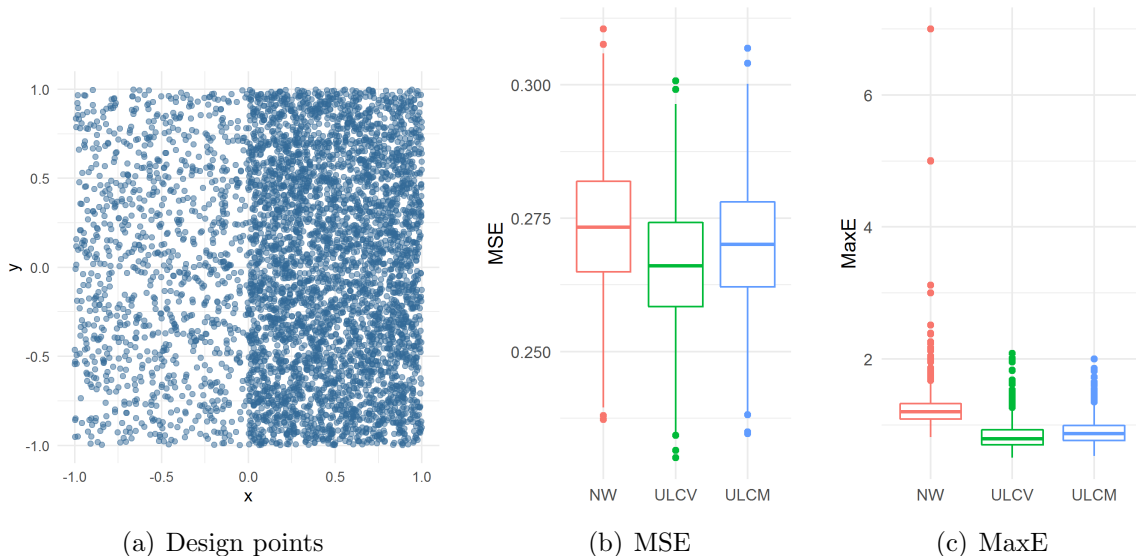 1.0
0.5
0.0
-0.5
-1.0
y
-1.0 -0.5 0.0 0.5 1.0
x
(a) Design points
0.300
0.275
0.250
MSE
NW ULCV ULCM
(b) MSE
6
4
2
MaxE
NW ULCV ULCM
(c) MaxE